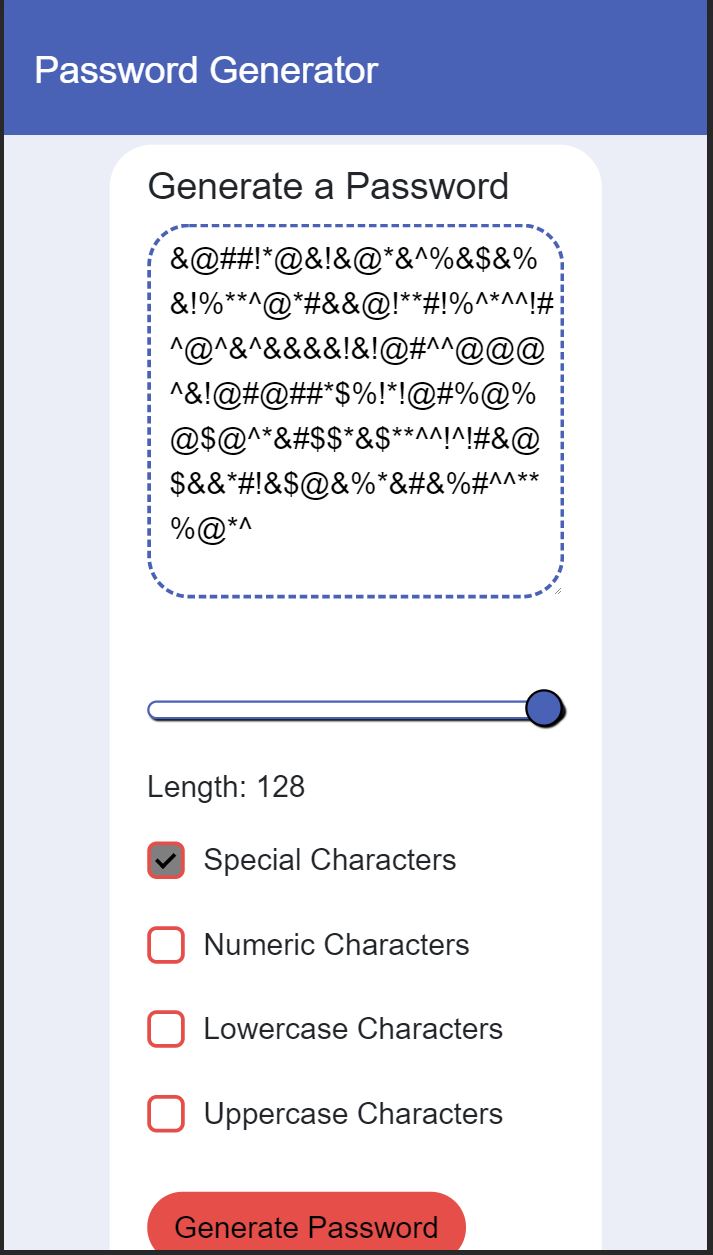 Password Generator
Generate a Password
&@##!*@&!&@*&^%&$&%
&!%**^@*#&&@!**#!%^*^^!#
^@^&^&&&&!&!@#^^@@@
^&!@#@##*$%!*!@#%@%
@$@^*&#$$*&$**^^!^!#&@
$&&*#!&$@&%*&#&%#^^**
%@*^
Length: 128
Special Characters
Numeric Characters
Lowercase Characters
Uppercase Characters
Generate Password